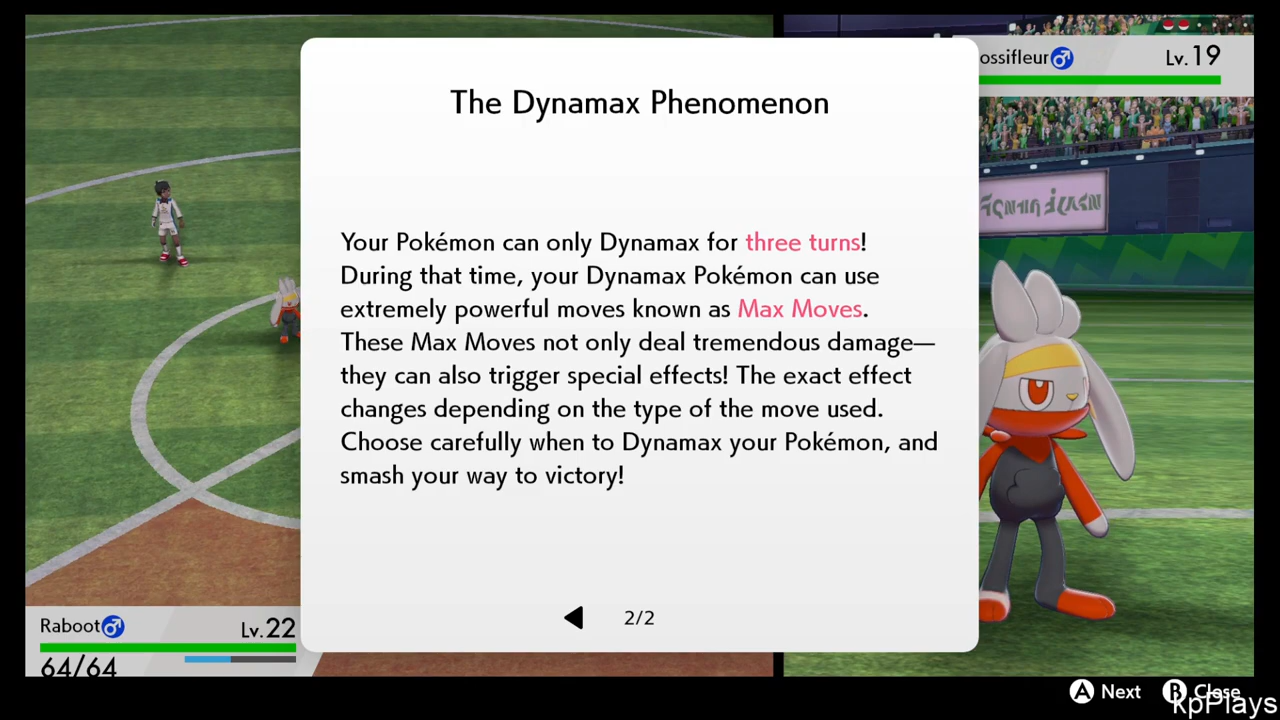 ossifleur♂ Lv.19
The Dynamax Phenomenon
Your Pokémon can only Dynamax for three turns!
During that time, your Dynamax Pokémon can use
extremely powerful moves known as Max Moves.
These Max Moves not only deal tremendous damage—
they can also trigger special effects! The exact effect
changes depending on the type of the move used.
Choose carefully when to Dynamax your Pokémon, and
smash your way to victory!
2/2
Raboot♂ Lv.22
64/64
A Next B Close
kpPlays